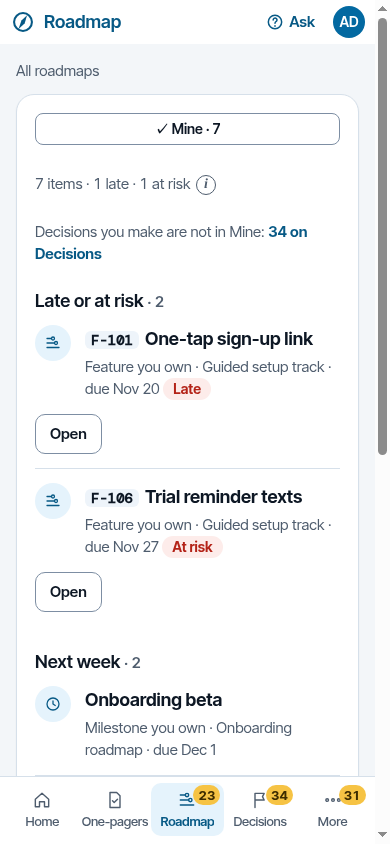 Roadmap
Ask
AD
All roadmaps
✓ Mine · 7
7 items · 1 late · 1 at risk i
Decisions you make are not in Mine: 34 on
Decisions
Late or at risk · 2
F-101 One-tap sign-up link
Feature you own · Guided setup track ·
due Nov 20 Late
Open
F-106 Trial reminder texts
Feature you own · Guided setup track ·
due Nov 27 At risk
Open
Next week · 2
Onboarding beta
Milestone you own · Onboarding
roadmap · due Dec 1
23
34
31
Home
One-pagers
Roadmap
Decisions
More